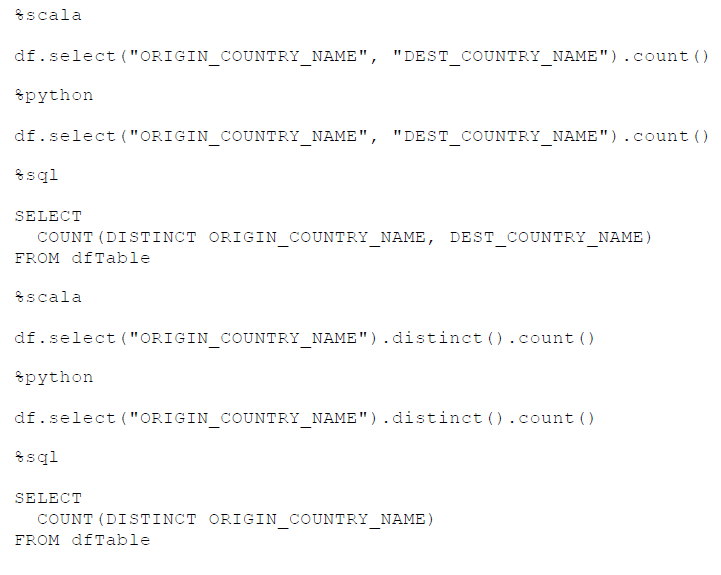 %scala
df.select("ORIGIN_COUNTRY_NAME", "DEST_COUNTRY_NAME").count()
%python
df.select("ORIGIN_COUNTRY_NAME", "DEST_COUNTRY_NAME").count()
%sql
SELECT
  COUNT(DISTINCT ORIGIN_COUNTRY_NAME, DEST_COUNTRY_NAME)
FROM dfTable
%scala
df.select("ORIGIN_COUNTRY_NAME").distinct().count()
%python
df.select("ORIGIN_COUNTRY_NAME").distinct().count()
%sql
SELECT
  COUNT(DISTINCT ORIGIN_COUNTRY_NAME)
FROM dfTable